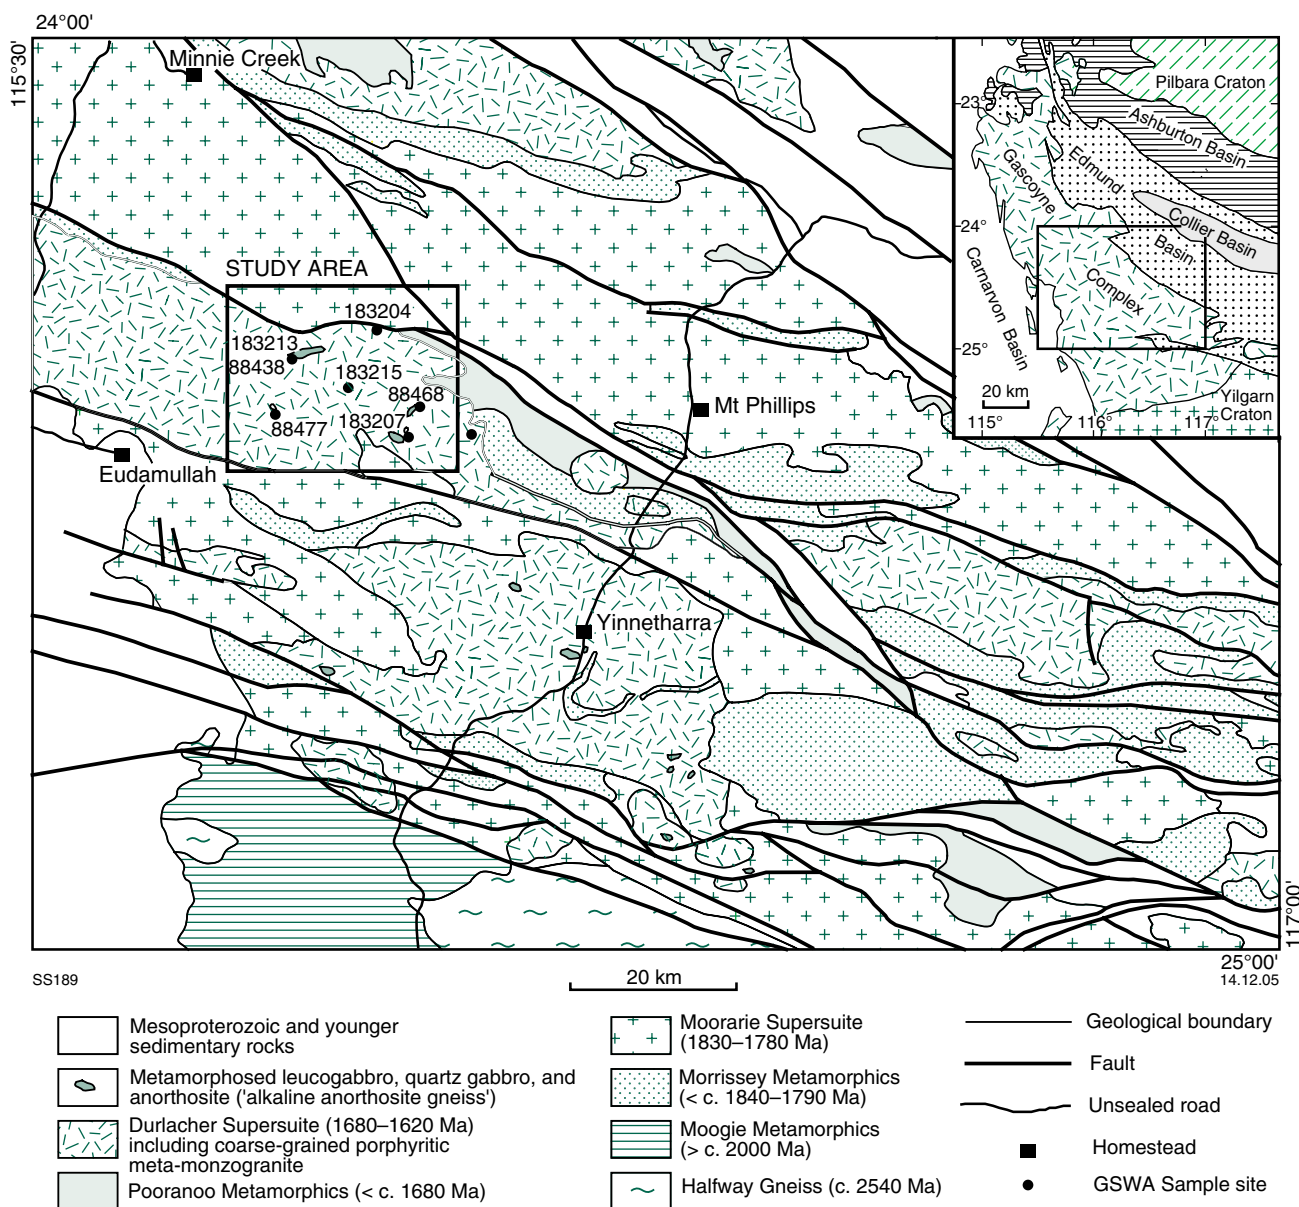 24°00'
115°30'
Minnie Creek
STUDY AREA
183204
183213
88438
183215
88468
88477
183207
Eudamullah
Mt Phillips
Yinnetharra
Pilbara Craton
Ashburton Basin
Gascoyne
Edmund
Collier Basin
Basin
Complex
Carnarvon Basin
Yilgarn
Craton
23°
24°
25°
20 km
115°
116°
117°
117°00'
25°00'
SS189
20 km
14.12.05
Mesoproterozoic and younger
sedimentary rocks
Metamorphosed leucogabbro, quartz gabbro, and
anorthosite ('alkaline anorthosite gneiss')
Durlacher Supersuite (1680–1620 Ma)
including coarse-grained porphyritic
meta-monzogranite
Pooranoo Metamorphics (< c. 1680 Ma)
Moorarie Supersuite
(1830–1780 Ma)
Morrissey Metamorphics
(< c. 1840–1790 Ma)
Moogie Metamorphics
(> c. 2000 Ma)
Halfway Gneiss (c. 2540 Ma)
Geological boundary
Fault
Unsealed road
Homestead
GSWA Sample site